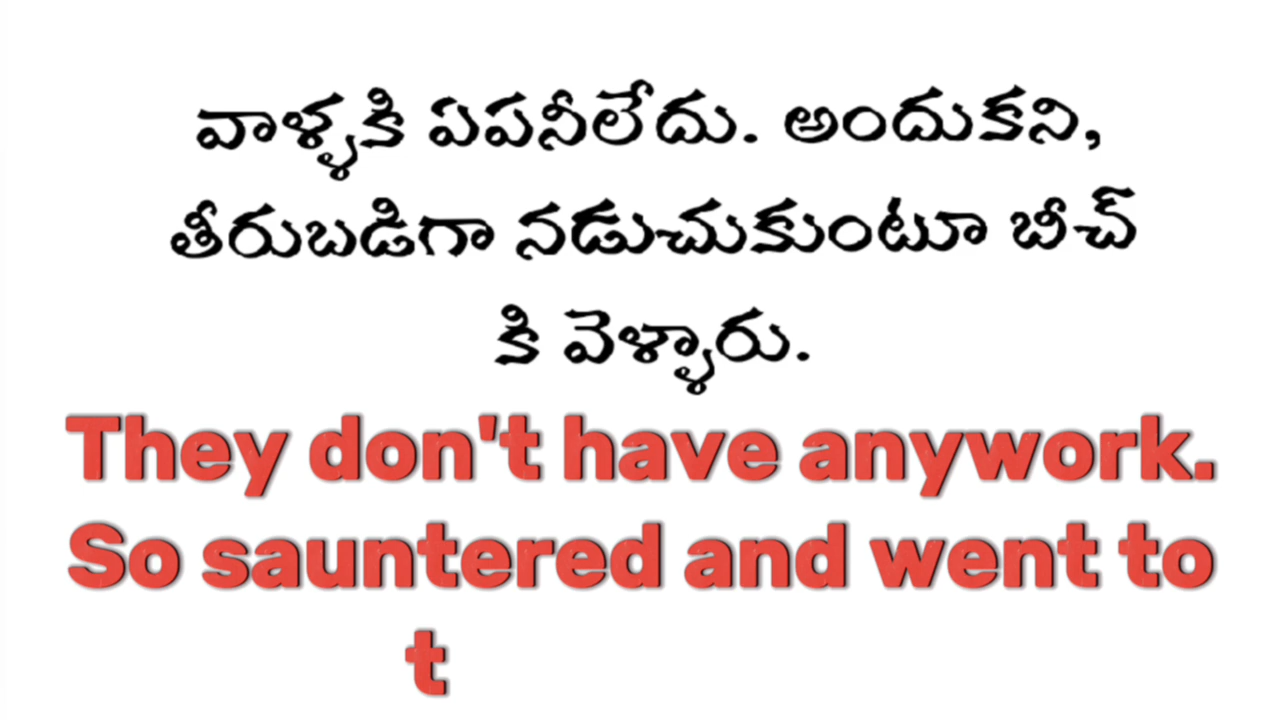 వాళ్ళకి ఏపనీలేదు. అందుకని,
తీరుబడిగా నడుచుకుంటూ బీచ్
కి వెళ్ళారు.
They don't have anywork.
So sauntered and went to
t